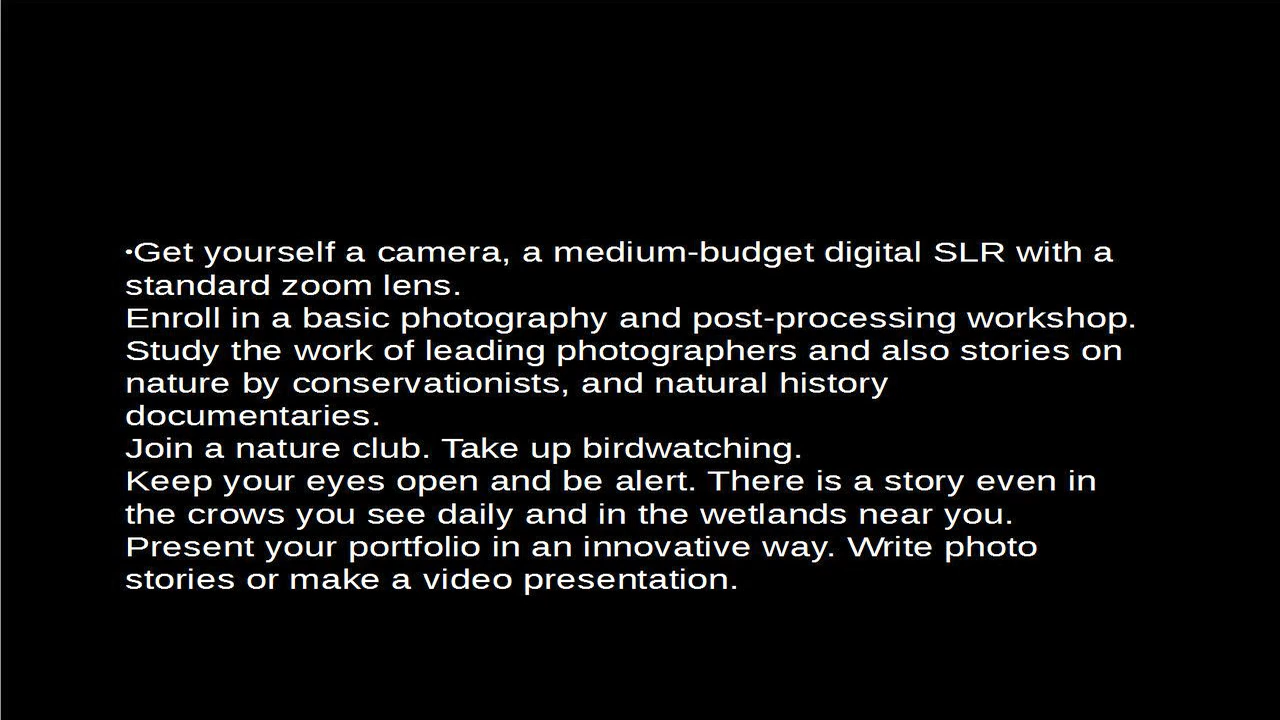 •Get yourself a camera, a medium-budget digital SLR with a
standard zoom lens.
Enroll in a basic photography and post-processing workshop.
Study the work of leading photographers and also stories on
nature by conservationists, and natural history
documentaries.
Join a nature club. Take up birdwatching.
Keep your eyes open and be alert. There is a story even in
the crows you see daily and in the wetlands near you.
Present your portfolio in an innovative way. Write photo
stories or make a video presentation.